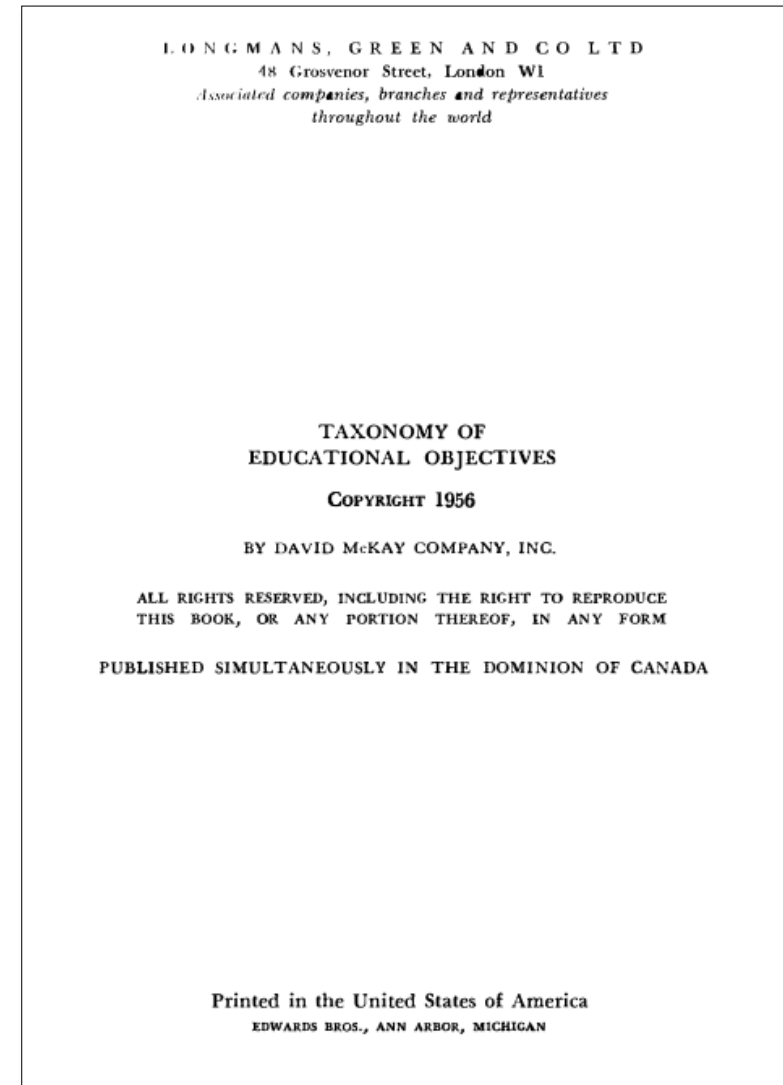 LONGMANS, GREEN AND CO LTD
48 Grosvenor Street, London W1
Associated companies, branches and representatives
throughout the world
TAXONOMY OF
EDUCATIONAL OBJECTIVES
COPYRIGHT 1956
BY DAVID McKAY COMPANY, INC.
ALL RIGHTS RESERVED, INCLUDING THE RIGHT TO REPRODUCE
THIS BOOK, OR ANY PORTION THEREOF, IN ANY FORM
PUBLISHED SIMULTANEOUSLY IN THE DOMINION OF CANADA
Printed in the United States of America
EDWARDS BROS., ANN ARBOR, MICHIGAN